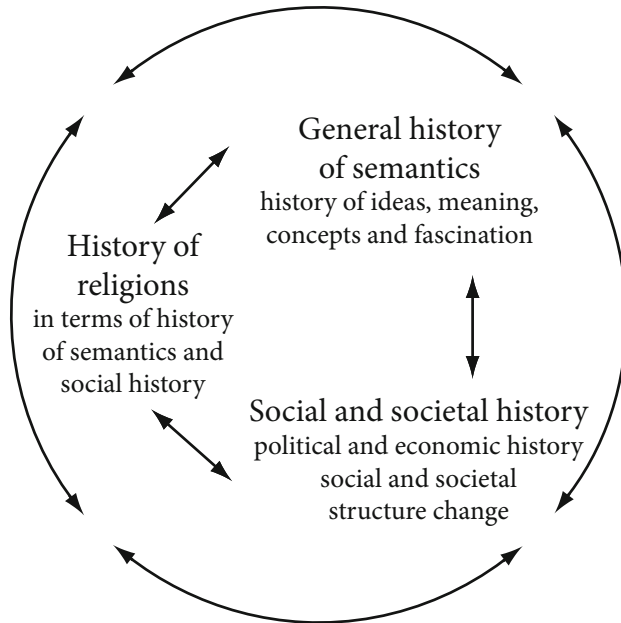 General history
of semantics
history of ideas, meaning,
concepts and fascination
History of
religions
in terms of history
of semantics and
social history
Social and societal history
political and economic history
social and societal
structure change